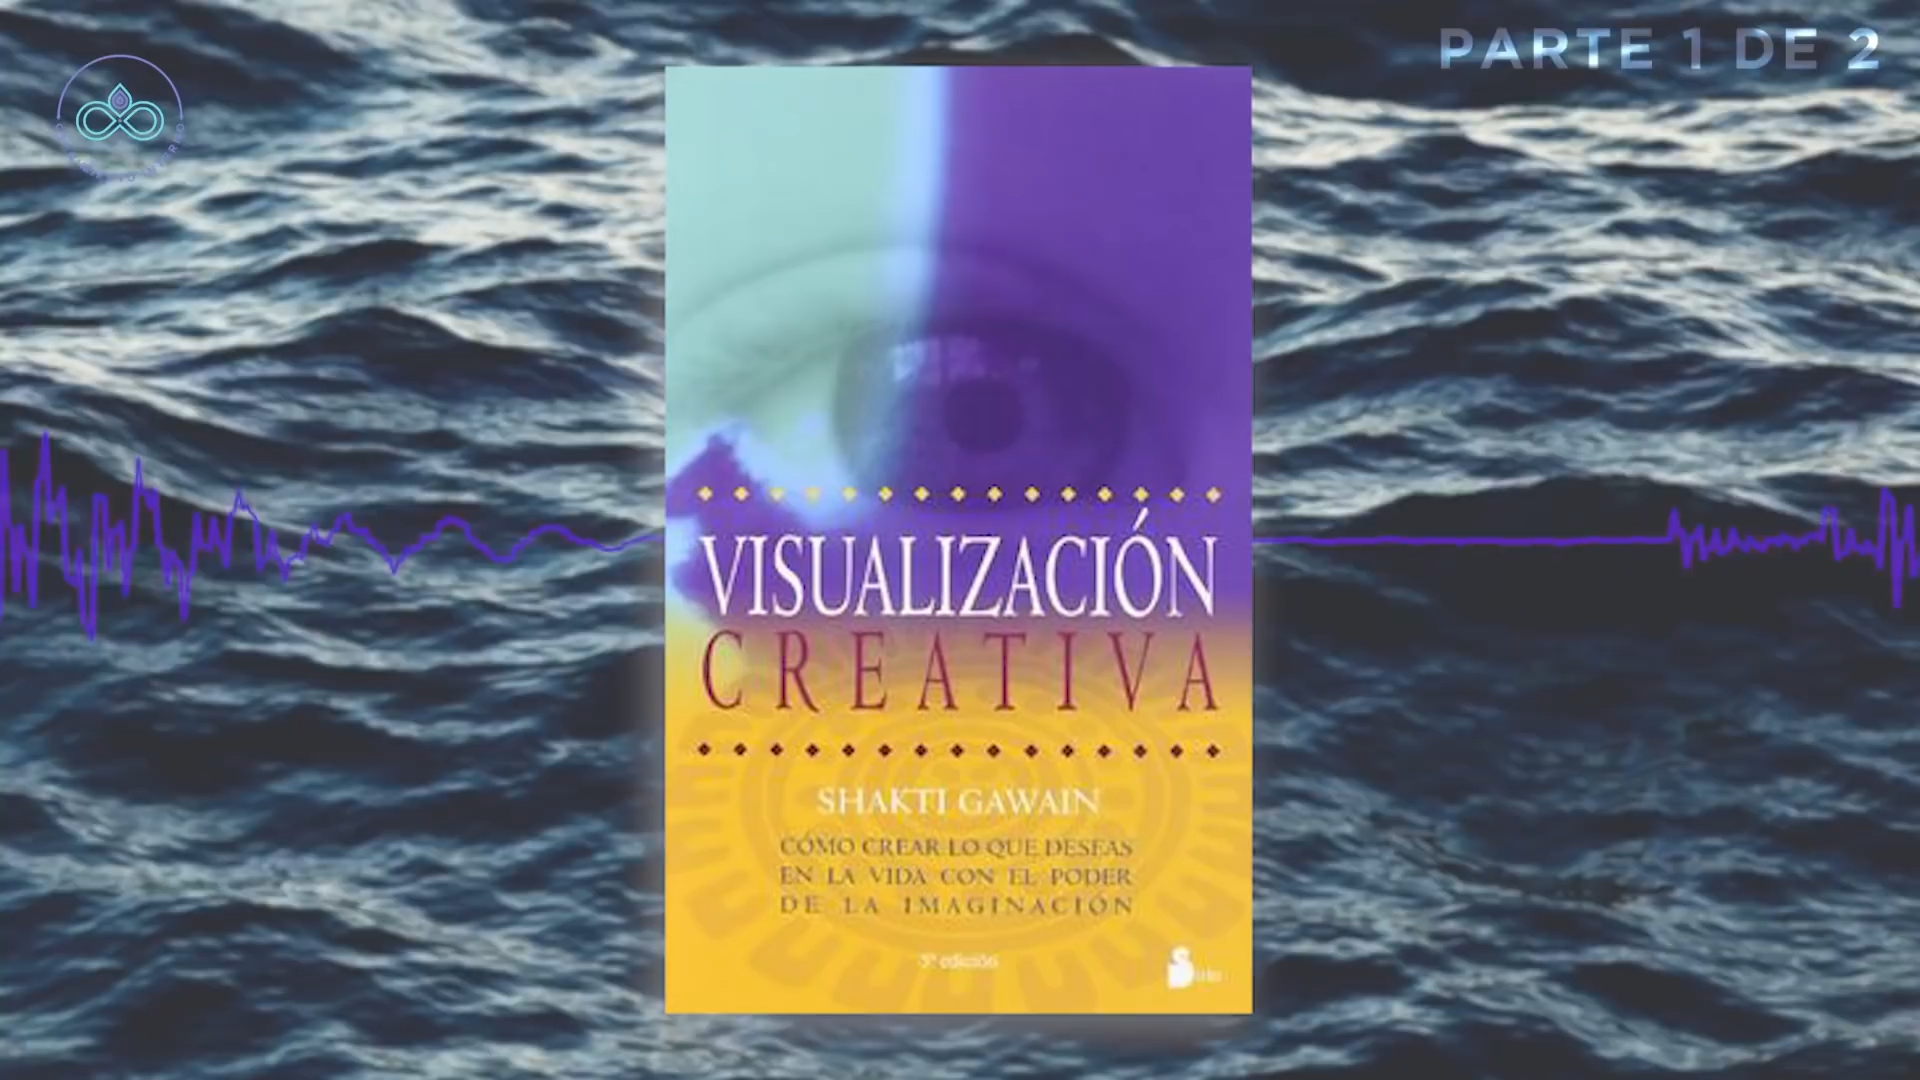 PARTE 1 DE 2
VISUALIZACIÓN
CREATIVA
SHAKTI GAWAIN
CÓMO CREAR LO QUE DESEAS
EN LA VIDA CON EL PODER
DE LA IMAGINACIÓN
edición